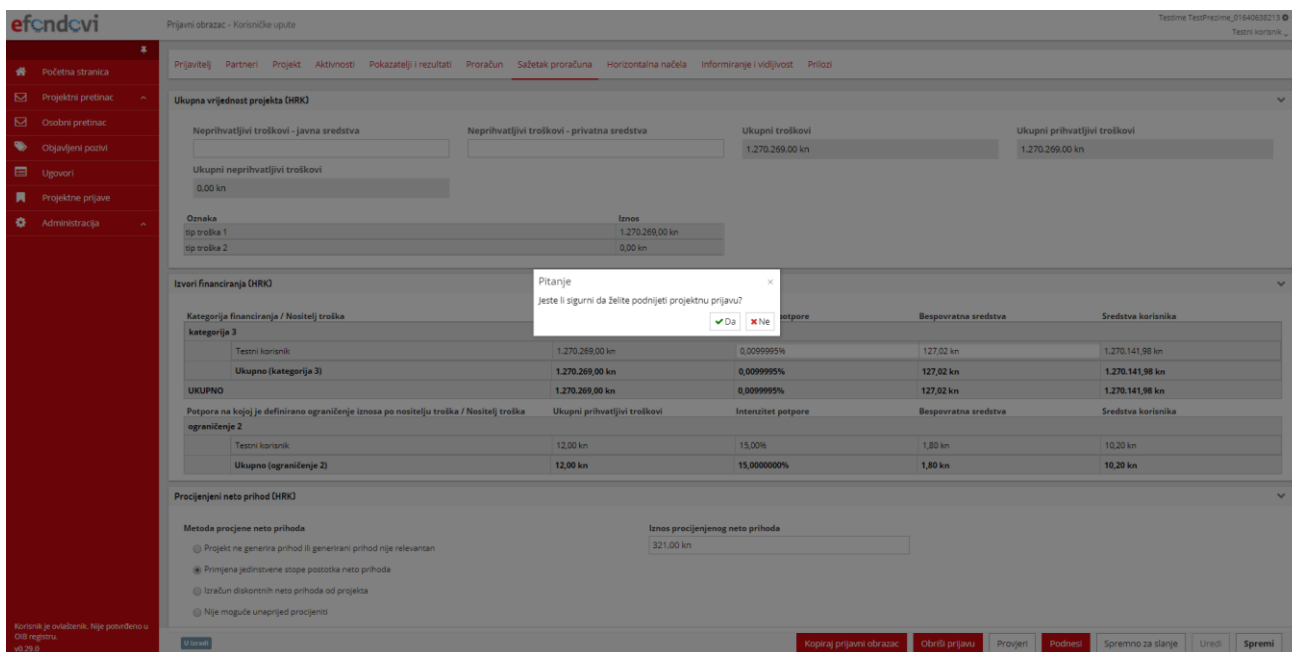 efondovi
Prijavni obrazac - Korisničke upute
Testime TestPrezime_01640638213
Testni korisnik
Početna stranica
Projektni pretinac
Osobni pretinac
Objavljeni pozivi
Ugovori
Projektne prijave
Administracija
Prijavitelj Partneri Projekt Aktivnosti Pokazatelji i rezultati Proračun Sažetak proračuna Horizontalna načela Informiranje i vidljivost Prilozi
Ukupna vrijednost projekta (HRK)
Neprihvatljivi troškovi - javna sredstva Neprihvatljivi troškovi - privatna sredstva Ukupni troškovi Ukupni prihvatljivi troškovi
1.270.269,00 kn 1.270.269,00 kn
Ukupni neprihvatljivi troškovi
0,00 kn
Oznaka Iznos
tip troška 1 1.270.269,00 kn
tip troška 2 0,00 kn
Pitanje ×
Jeste li sigurni da želite podnijeti projektnu prijavu?
Da Ne
Izvori financiranja (HRK)
Kategorija financiranja / Nositelj troška potpore Bespovratna sredstva Sredstva korisnika
kategorija 3
Testni korisnik 1.270.269,00 kn 0,0099995% 127,02 kn 1.270.141,98 kn
Ukupno (kategorija 3) 1.270.269,00 kn 0,0099995% 127,02 kn 1.270.141,98 kn
UKUPNO 1.270.269,00 kn 0,0099995% 127,02 kn 1.270.141,98 kn
Potpora na kojoj je definirano ograničenje iznosa po nositelju troška / Nositelj troška Ukupni prihvatljivi troškovi Intenzitet potpore Bespovratna sredstva Sredstva korisnika
ograničenje 2
Testni korisnik 12,00 kn 15,00% 1,80 kn 10,20 kn
Ukupno (ograničenje 2) 12,00 kn 15,0000000% 1,80 kn 10,20 kn
Procijenjeni neto prihod (HRK)
Metoda procjene neto prihoda Iznos procijenjenog neto prihoda
Projekt ne generira prihod ili generirani prihod nije relevantan 321,00 kn
Primjena jedinstvene stope postotka neto prihoda
Izračun diskontnih neto prihoda od projekta
Nije moguće unaprijed procijeniti
Korisnik je ovlaštenik. Nije potvrđeno u
OIB registru.
v0.29.0
U izradi Kopiraj prijavni obrazac Obriši prijavu Provjeri Podnesi Spremno za slanje Uredi Spremi